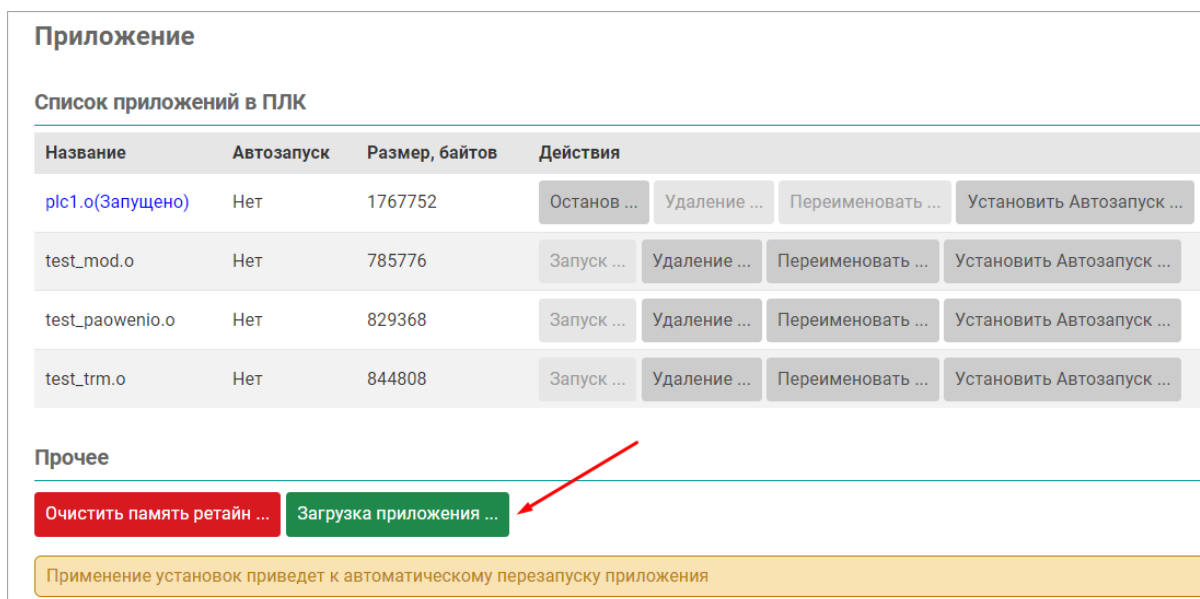 Приложение
Список приложений в ПЛК
Название Автозапуск Размер, байтов Действия
plc1.o(Запущено) Нет 1767752 Останов ... Удаление ... Переименовать ... Установить Автозапуск ...
test_mod.o Нет 785776 Запуск ... Удаление ... Переименовать ... Установить Автозапуск ...
test_paowenio.o Нет 829368 Запуск ... Удаление ... Переименовать ... Установить Автозапуск ...
test_trm.o Нет 844808 Запуск ... Удаление ... Переименовать ... Установить Автозапуск ...
Прочее
Очистить память ретайн ... Загрузка приложения ...
Применение установок приведет к автоматическому перезапуску приложения